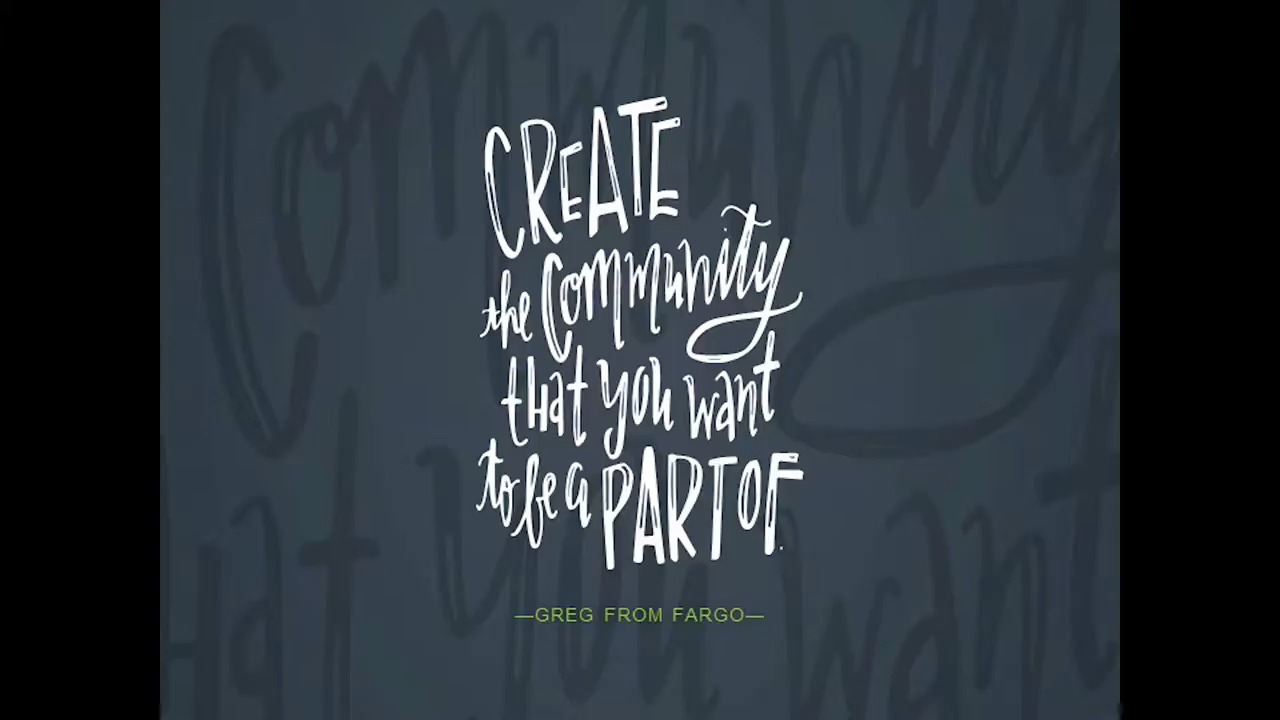 CREATE
the Community
that you want
to be a PART OF.
—GREG FROM FARGO—